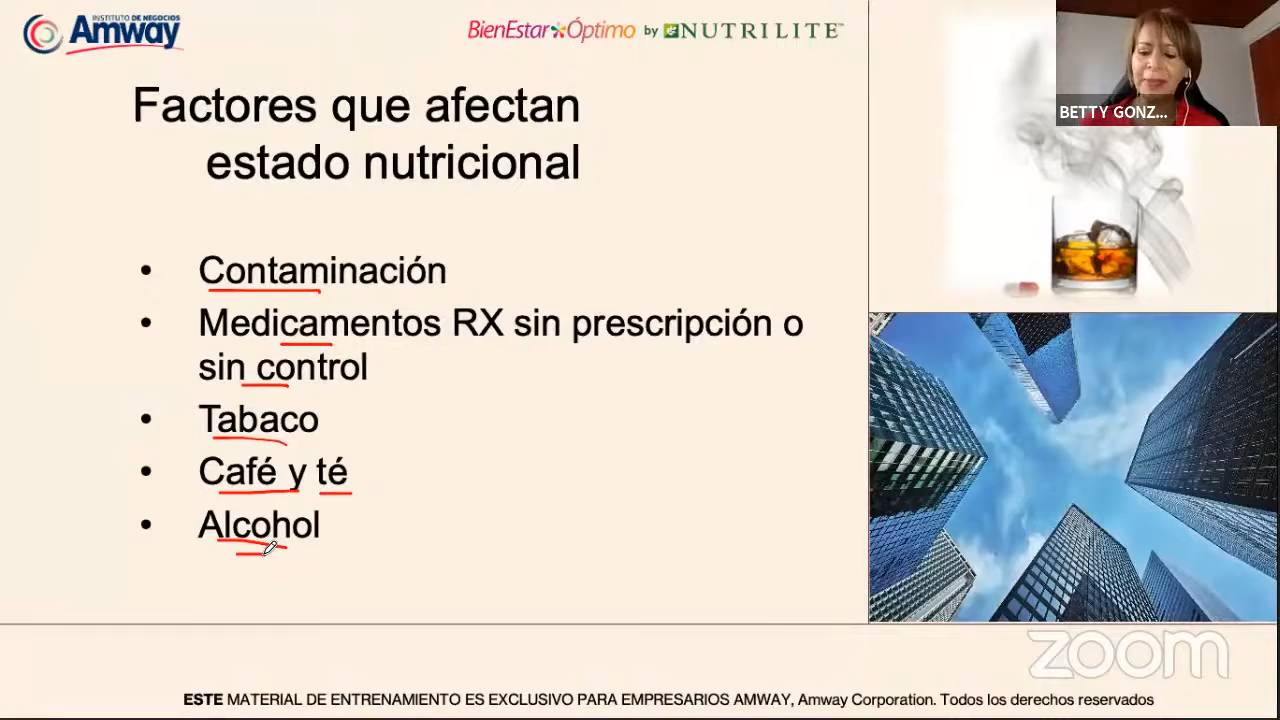 INSTITUTO DE NEGOCIOS
Amway
BienEstar Óptimo by NUTRILITE™
BETTY GONZ...
Factores que afectan
estado nutricional
• Contaminación
• Medicamentos RX sin prescripción o
sin control
• Tabaco
• Café y té
• Alcohol
zoom
ESTE MATERIAL DE ENTRENAMIENTO ES EXCLUSIVO PARA EMPRESARIOS AMWAY, Amway Corporation. Todos los derechos reservados